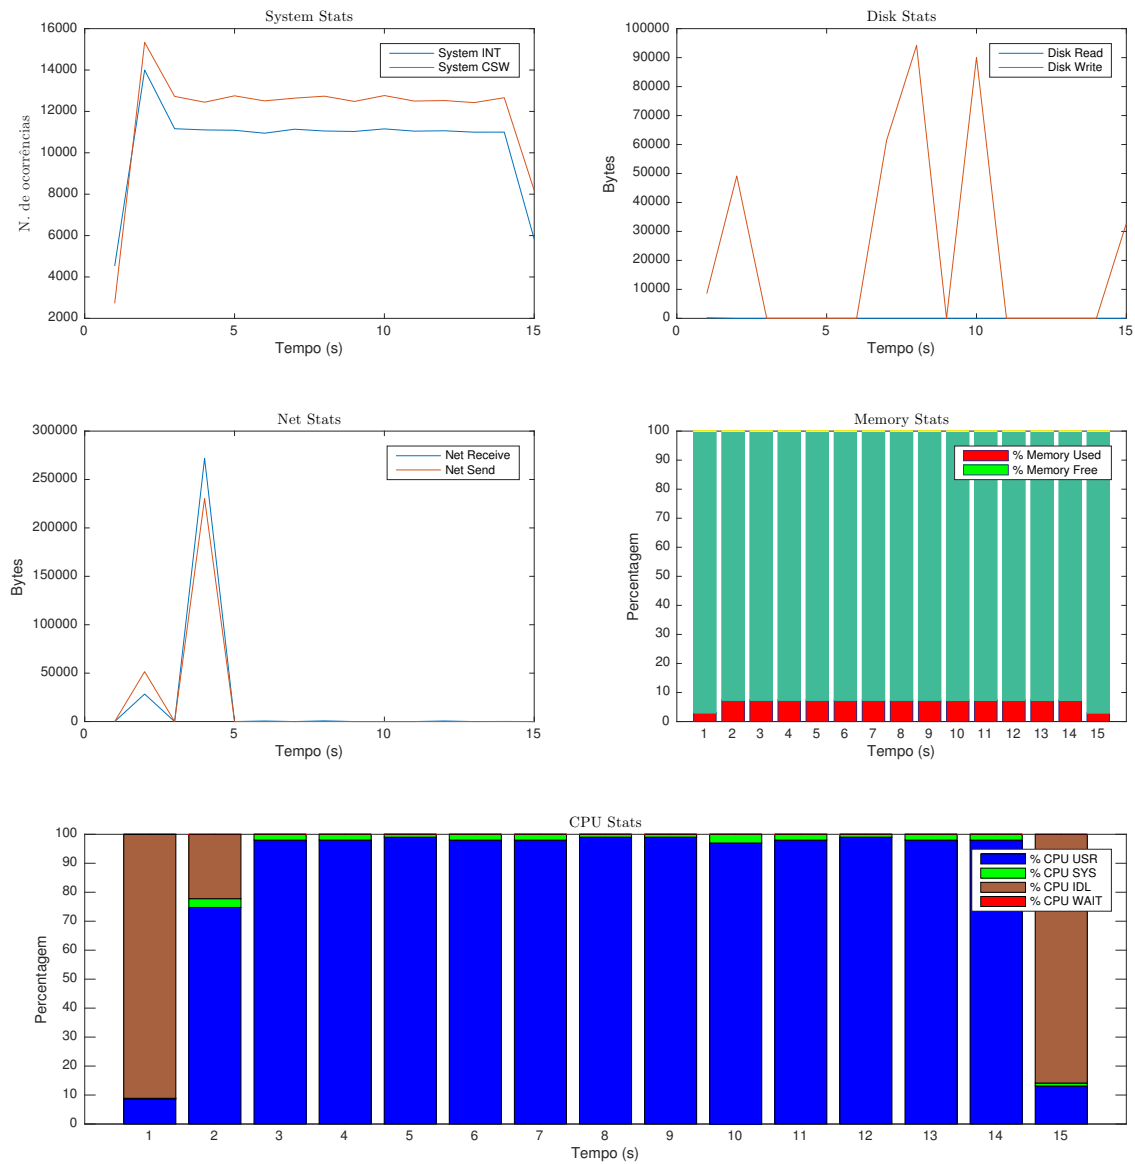 System Stats
16000
14000
12000
10000
8000
6000
4000
2000
N. de ocorrências
System INT
System CSW
0 5 10 15
Tempo (s)
Disk Stats
100000
90000
80000
70000
60000
50000
40000
30000
20000
10000
0
Bytes
Disk Read
Disk Write
0 5 10 15
Tempo (s)
Net Stats
300000
250000
200000
150000
100000
50000
0
Bytes
Net Receive
Net Send
0 5 10 15
Tempo (s)
Memory Stats
100
90
80
70
60
50
40
30
20
10
0
Percentagem
% Memory Used
% Memory Free
1 2 3 4 5 6 7 8 9 10 11 12 13 14 15
Tempo (s)
CPU Stats
100
90
80
70
60
50
40
30
20
10
0
Percentagem
% CPU USR
% CPU SYS
% CPU IDL
% CPU WAIT
1 2 3 4 5 6 7 8 9 10 11 12 13 14 15
Tempo (s)